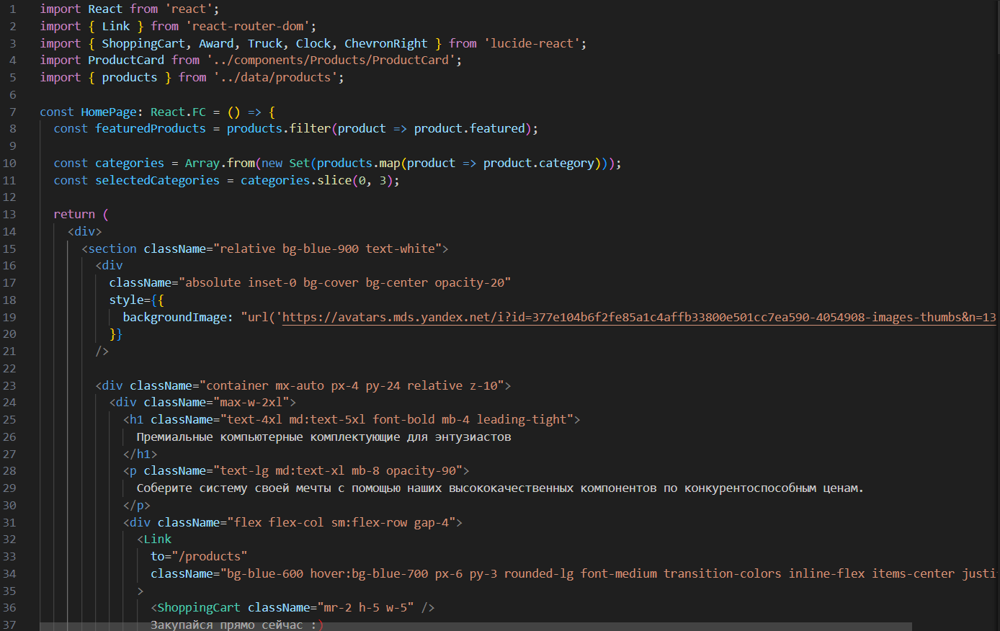 1 import React from 'react';
2 import { Link } from 'react-router-dom';
3 import { ShoppingCart, Award, Truck, Clock, ChevronRight } from 'lucide-react';
4 import ProductCard from '../components/Products/ProductCard';
5 import { products } from '../data/products';
6
7 const HomePage: React.FC = () => {
8 const featuredProducts = products.filter(product => product.featured);
9
10 const categories = Array.from(new Set(products.map(product => product.category)));
11 const selectedCategories = categories.slice(0, 3);
12
13 return (
14 <div>
15 <section className="relative bg-blue-900 text-white">
16 <div
17 className="absolute inset-0 bg-cover bg-center opacity-20"
18 style={{
19 backgroundImage: "url('https://avatars.mds.yandex.net/i?id=377e104b6f2fe85a1c4affb33800e501cc7ea590-4054908-images-thumbs&n=13
20 }}
21 />
22
23 <div className="container mx-auto px-4 py-24 relative z-10">
24 <div className="max-w-2xl">
25 <h1 className="text-4xl md:text-5xl font-bold mb-4 leading-tight">
26 Премиальные компьютерные комплектующие для энтузиастов
27 </h1>
28 <p className="text-lg md:text-xl mb-8 opacity-90">
29 Соберите систему своей мечты с помощью наших высококачественных компонентов по конкурентоспособным ценам.
30 </p>
31 <div className="flex flex-col sm:flex-row gap-4">
32 <Link
33 to="/products"
34 className="bg-blue-600 hover:bg-blue-700 px-6 py-3 rounded-lg font-medium transition-colors inline-flex items-center justi
35 >
36 <ShoppingCart className="mr-2 h-5 w-5" />
37 Закупайся прямо сейчас :)